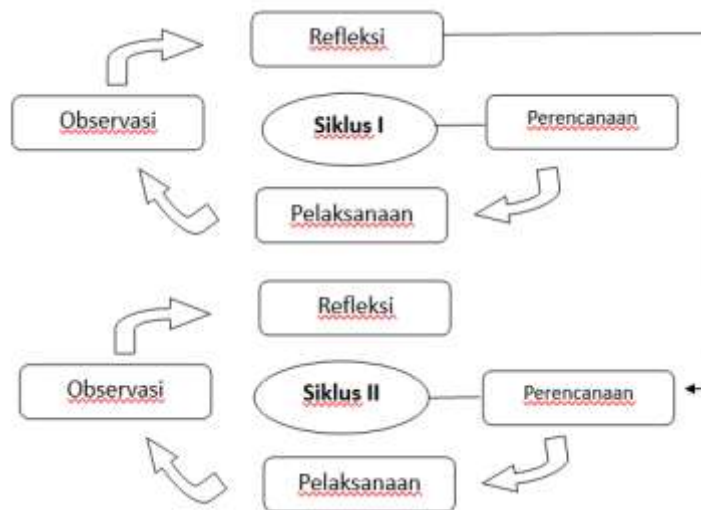 Refleksi
Observasi
Siklus I
Perencanaan
Pelaksanaan
Refleksi
Observasi
Siklus II
Perencanaan
Pelaksanaan